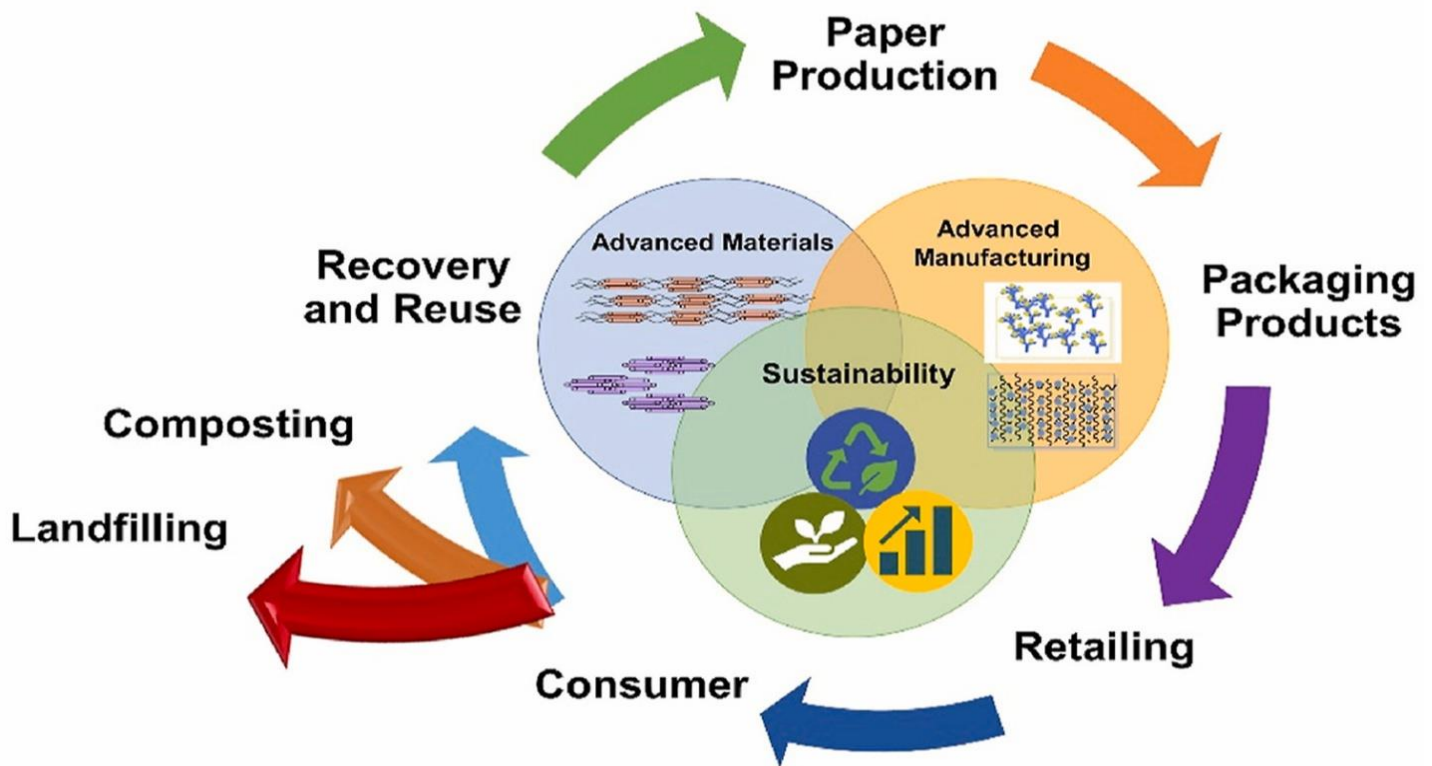 Paper
Production
Advanced Materials
Advanced
Manufacturing
Recovery
and Reuse
Packaging
Products
Sustainability
Composting
Landfilling
Retailing
Consumer